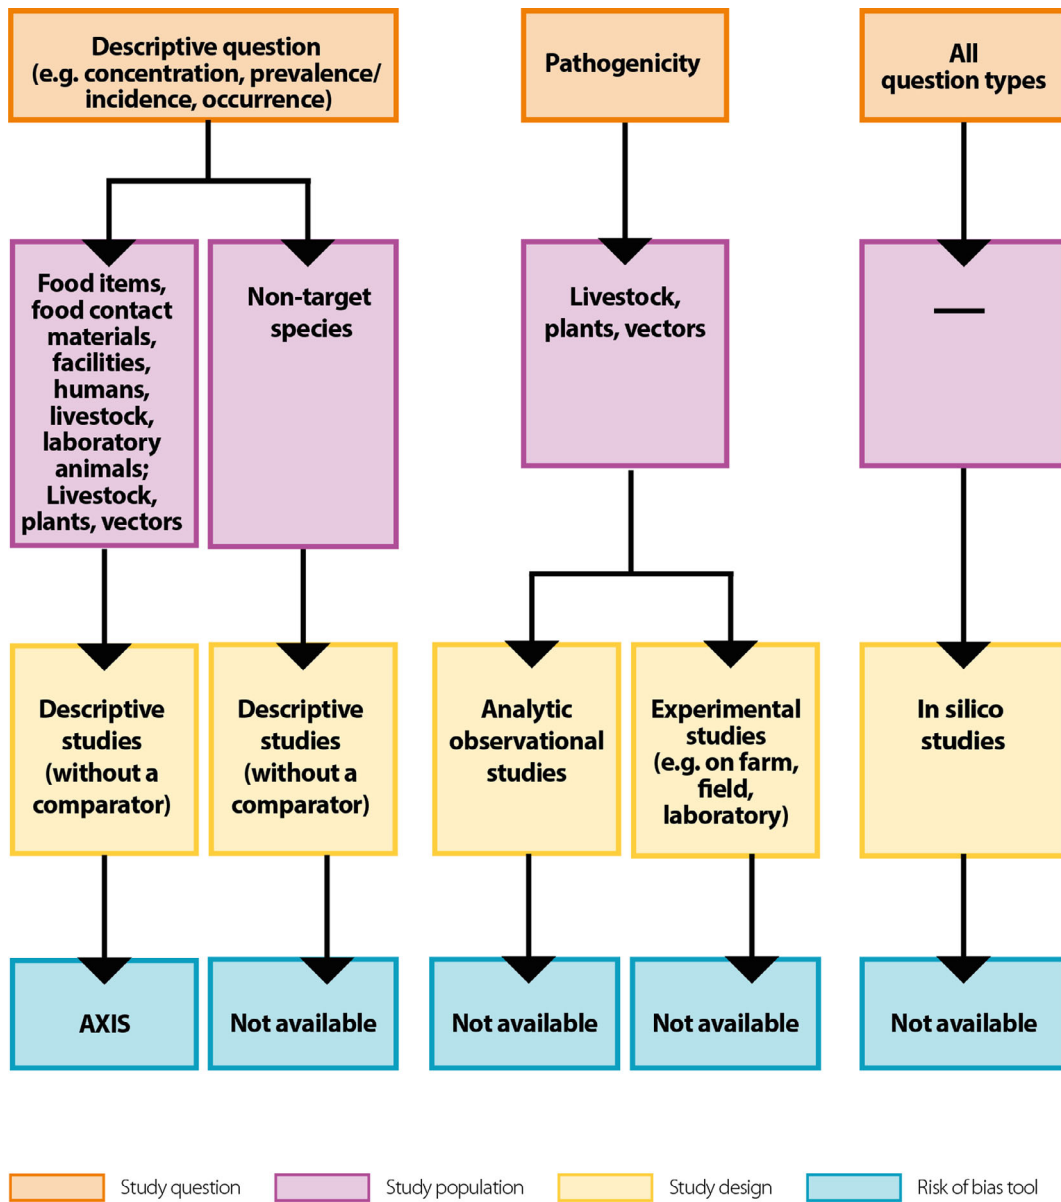 Descriptive question
(e.g. concentration, prevalence/
incidence, occurrence)
Pathogenicity
All
question types
Food items,
food contact
materials,
facilities,
humans,
livestock,
laboratory
animals;
Livestock,
plants, vectors
Non-target
species
Livestock,
plants, vectors
—
Descriptive
studies
(without a
comparator)
Descriptive
studies
(without a
comparator)
Analytic
observational
studies
Experimental
studies
(e.g. on farm,
field,
laboratory)
In silico
studies
AXIS
Not available
Not available
Not available
Not available
Study question
Study population
Study design
Risk of bias tool